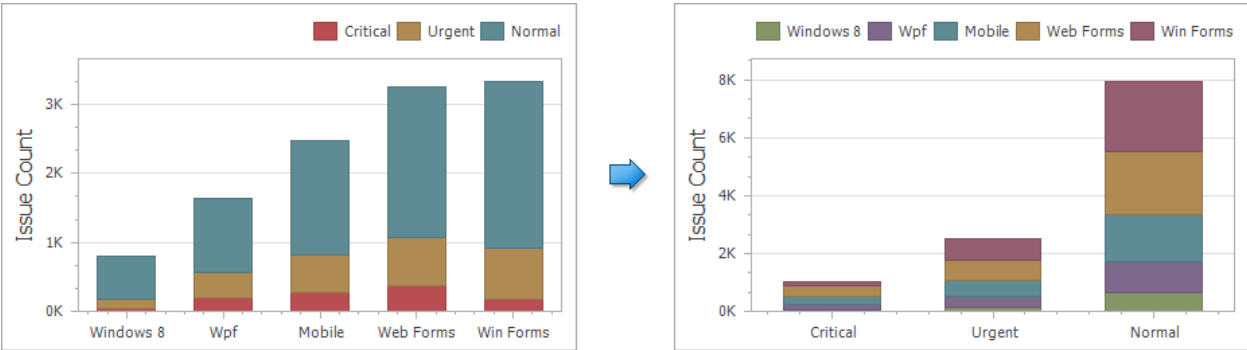 Critical Urgent Normal
Issue Count
3K
2K
1K
0K
Windows 8 Wpf Mobile Web Forms Win Forms
Windows 8 Wpf Mobile Web Forms Win Forms
Issue Count
8K
6K
4K
2K
0K
Critical Urgent Normal